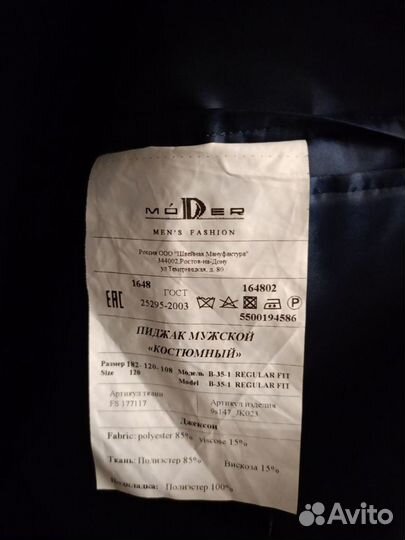 MÓDER
MEN'S FASHION
Россия ООО "Швейная Мануфактура"
344002,Ростов-на-Дону
ул Темерницкая, д. 80
1648 164802
EAC ГОСТ
25295-2003
5500194586
ПИДЖАК МУЖСКОЙ
«КОСТЮМНЫЙ»
Размер 182- 120- 108 Модель В-35-1 REGULAR FIT
Size 120 Model B-35-1 REGULAR FIT
Артикул ткани Артикул изделия
FS 177117 9s147_JK023
Джексон
Fabric: polyester 85% viscose 15%
Ткань: Полиэстер 85% Вискоза 15%
Подкладка: Полиэстер 100%
Avito